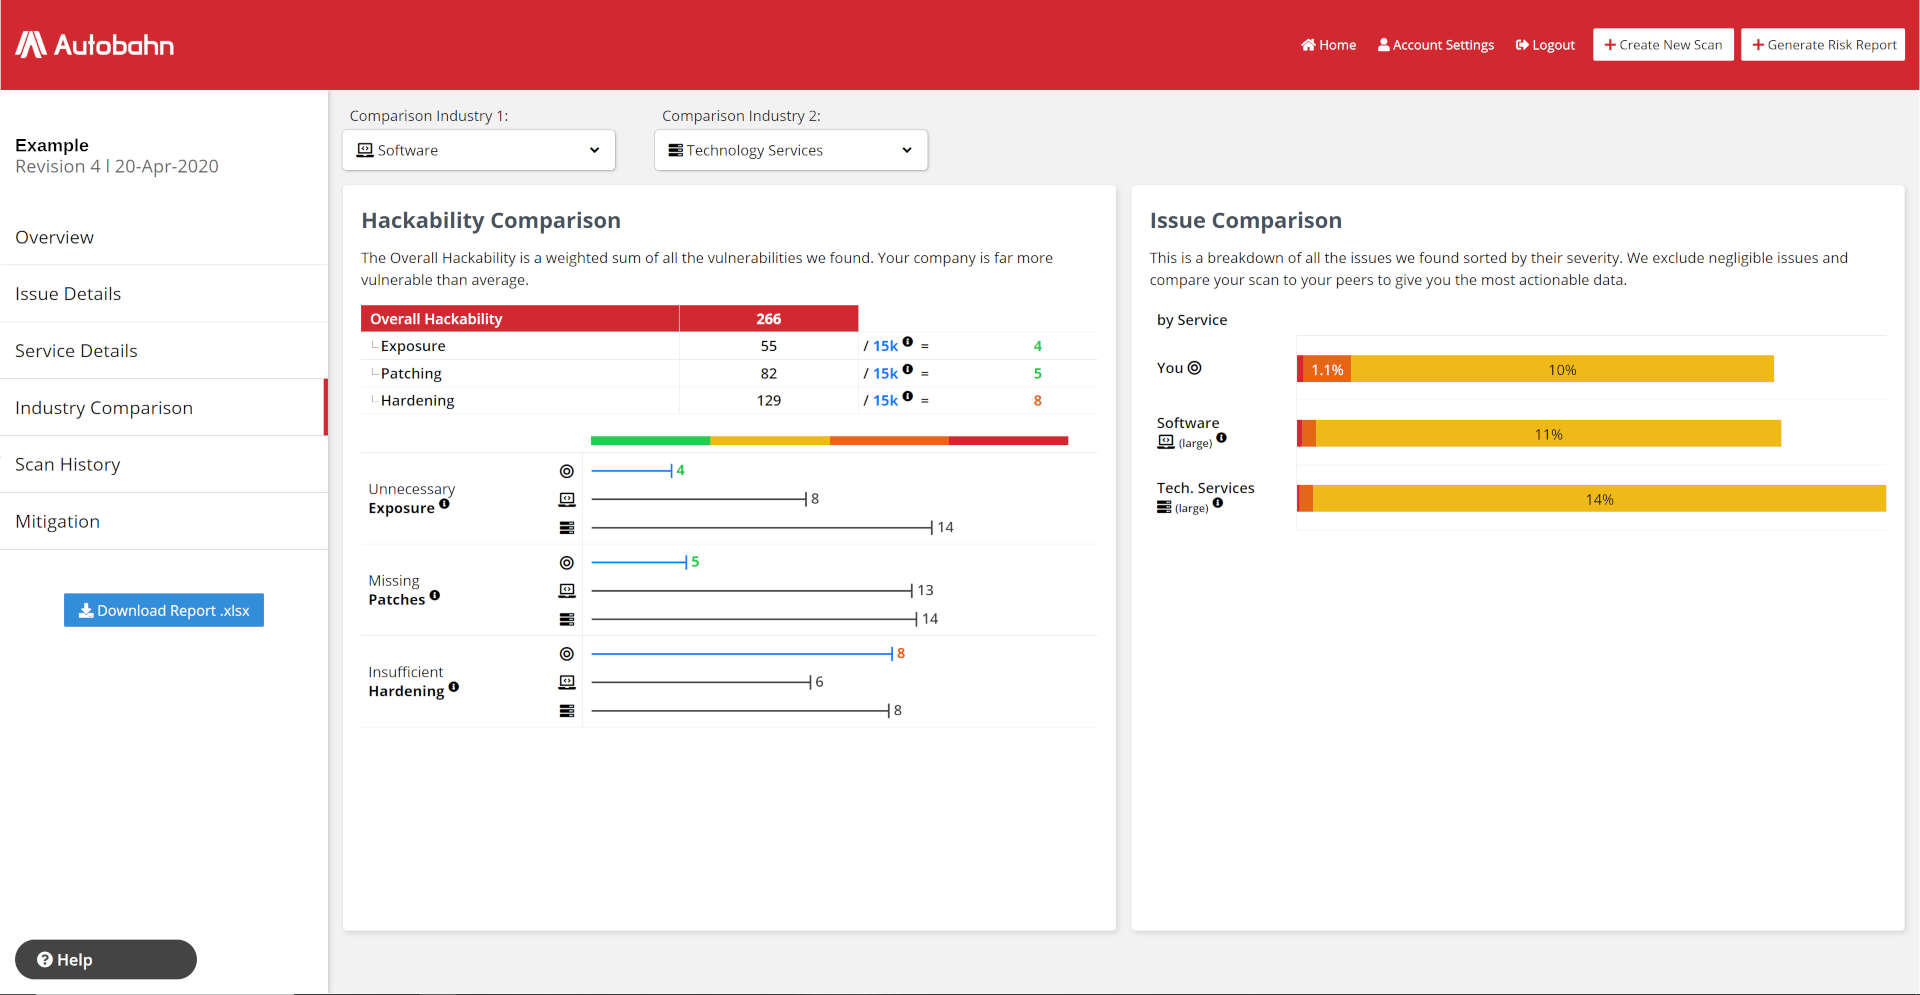 Autobahn
Home
Account Settings
Logout
+ Create New Scan
+ Generate Risk Report
Example
Revision 4 | 20-Apr-2020
Overview
Issue Details
Service Details
Industry Comparison
Scan History
Mitigation
Download Report .xlsx
Help
Comparison Industry 1:
Software
Comparison Industry 2:
Technology Services
Hackability Comparison
The Overall Hackability is a weighted sum of all the vulnerabilities we found. Your company is far more
vulnerable than average.
Overall Hackability 266
Exposure 55 / 15k = 4
Patching 82 / 15k = 5
Hardening 129 / 15k = 8
Unnecessary
Exposure
4
8
14
Missing
Patches
5
13
14
Insufficient
Hardening
8
6
8
Issue Comparison
This is a breakdown of all the issues we found sorted by their severity. We exclude negligible issues and
compare your scan to your peers to give you the most actionable data.
by Service
You 1.1% 10%
Software
(large)
11%
Tech. Services
(large)
14%